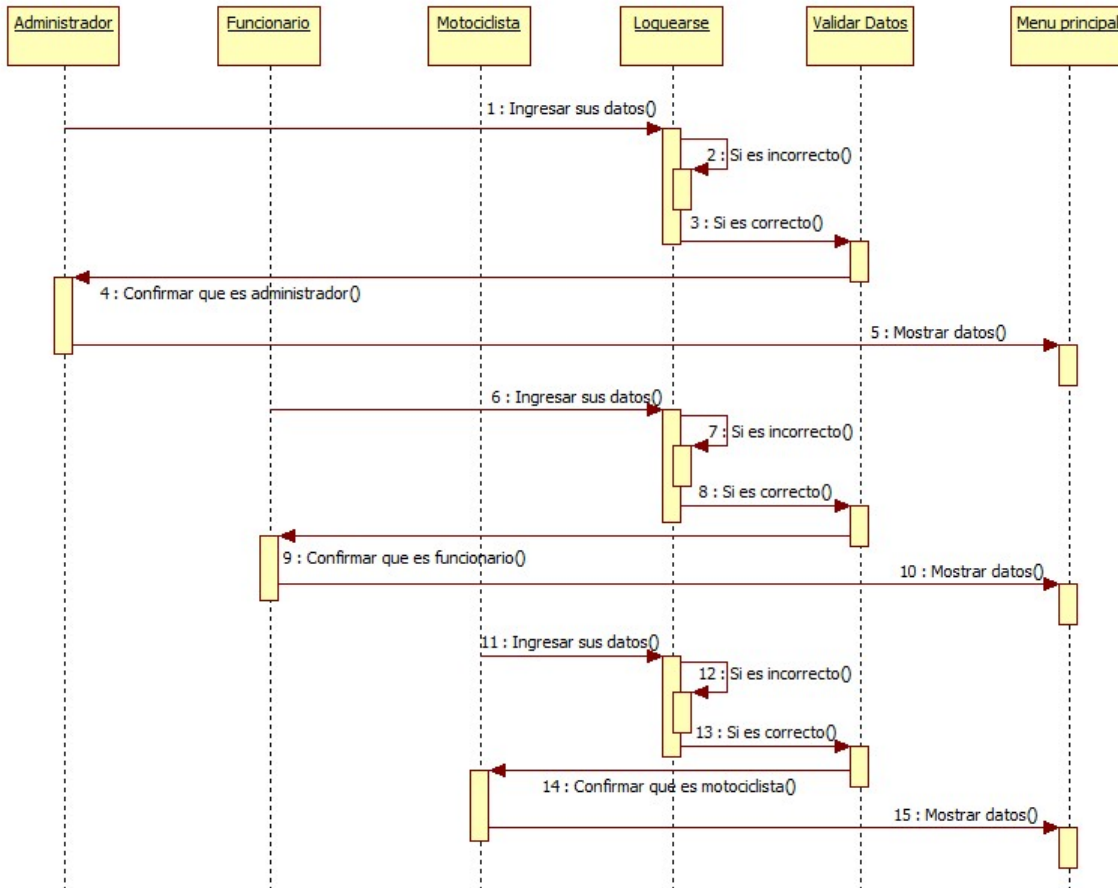 Administrador
Funcionario
Motociclista
Loquearse
Validar Datos
Menu principal
1 : Ingresar sus datos()
2 : Si es incorrecto()
3 : Si es correcto()
4 : Confirmar que es administrador()
5 : Mostrar datos()
6 : Ingresar sus datos()
7 : Si es incorrecto()
8 : Si es correcto()
9 : Confirmar que es funcionario()
10 : Mostrar datos()
11 : Ingresar sus datos()
12 : Si es incorrecto()
13 : Si es correcto()
14 : Confirmar que es motociclista()
15 : Mostrar datos()